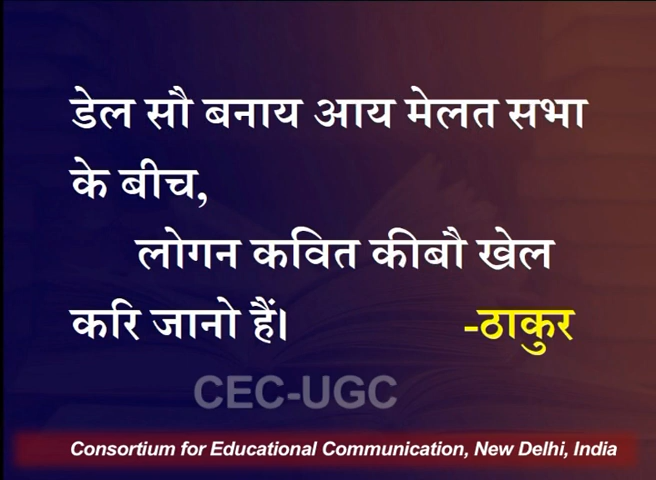 डेल सौ बनाय आय मेलत सभा
के बीच,
लोगन कवित कीबौ खेल
करि जानो हैं।
-ठाकुर
CEC-UGC
Consortium for Educational Communication, New Delhi, India